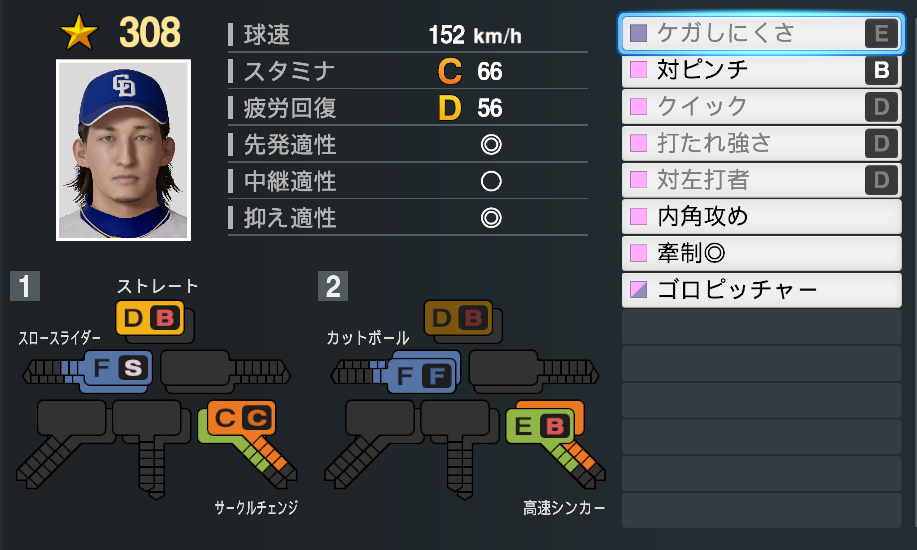 308
球速 152 km/h
スタミナ C 66
疲労回復 D 56
先発適性 ◎
中継適性 ○
抑え適性 ◎
CD
ケガしにくさ E
対ピンチ B
クイック D
打たれ強さ D
対左打者 D
内角攻め
牽制◎
ゴロピッチャー
1
ストレート
D B
スロースライダー
F S
C C
サークルチェンジ
2
D B
カットボール
F F
E B
高速シンカー